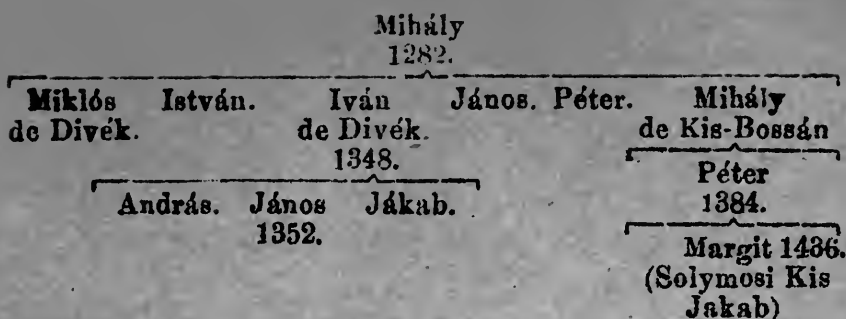 Mihály
1282.
Miklós István. Iván János. Péter. Mihály
de Divék. de Divék. de Kis-Bossán
1348. Péter
András. János Jákab. 1384.
1352. Margit 1436.
(Solymosi Kis
Jakab)